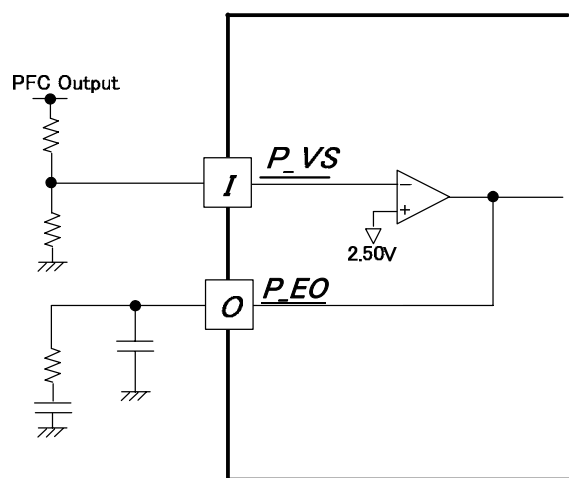 PFC Output
P_VS
I
−
+
2.50V
P_EO
O